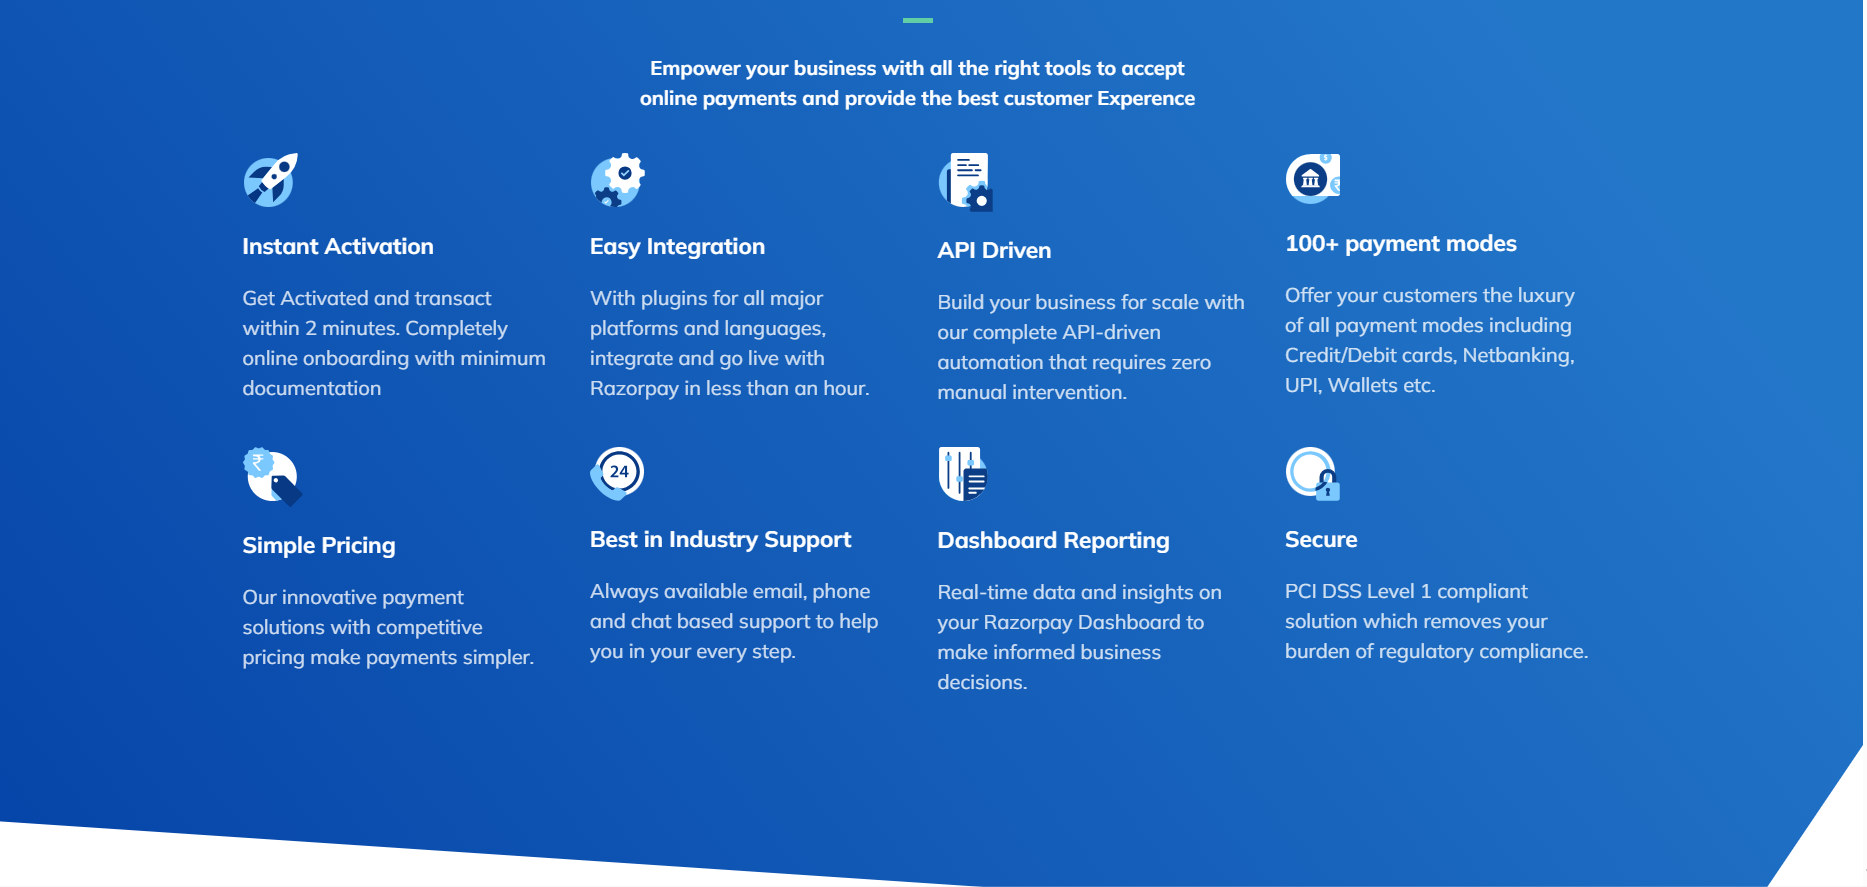 Empower your business with all the right tools to accept
online payments and provide the best customer Experence
Instant Activation
Get Activated and transact
within 2 minutes. Completely
online onboarding with minimum
documentation
Easy Integration
With plugins for all major
platforms and languages,
integrate and go live with
Razorpay in less than an hour.
API Driven
Build your business for scale with
our complete API-driven
automation that requires zero
manual intervention.
100+ payment modes
Offer your customers the luxury
of all payment modes including
Credit/Debit cards, Netbanking,
UPI, Wallets etc.
₹
Simple Pricing
Our innovative payment
solutions with competitive
pricing make payments simpler.
24
Best in Industry Support
Always available email, phone
and chat based support to help
you in your every step.
Dashboard Reporting
Real-time data and insights on
your Razorpay Dashboard to
make informed business
decisions.
Secure
PCI DSS Level 1 compliant
solution which removes your
burden of regulatory compliance.